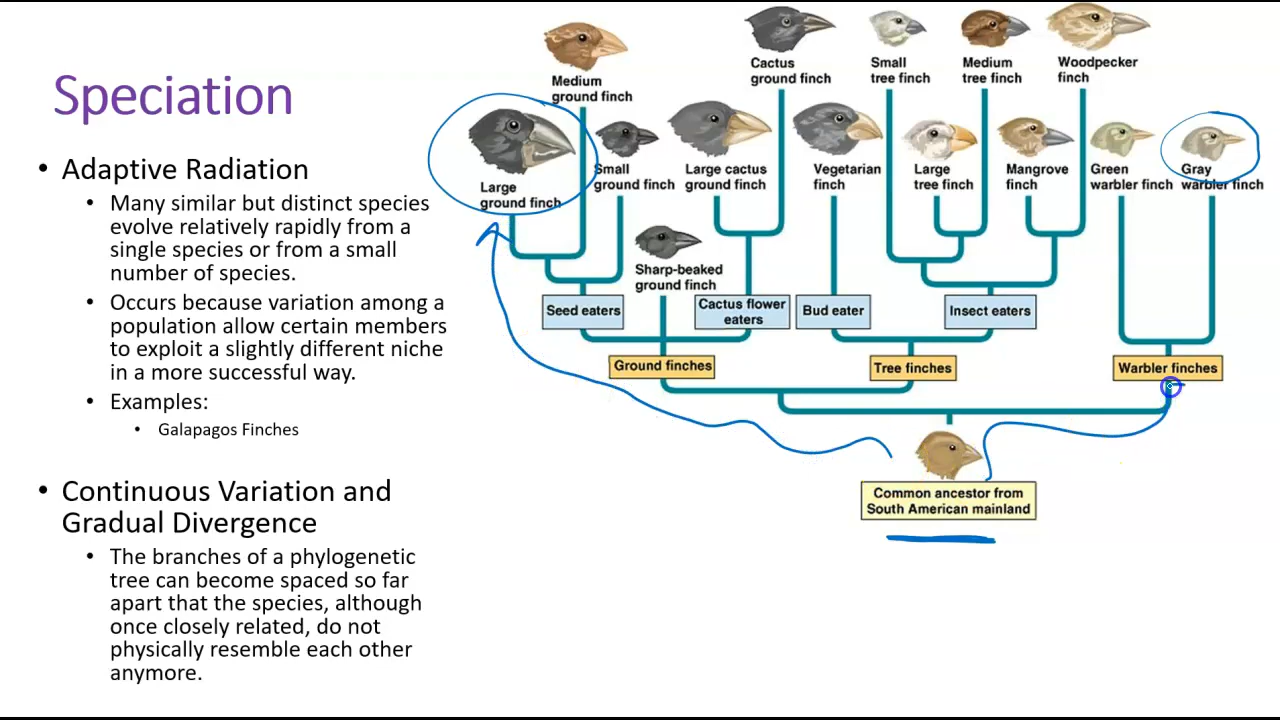 Speciation
• Adaptive Radiation
• Many similar but distinct species
evolve relatively rapidly from a
single species or from a small
number of species.
• Occurs because variation among a
population allow certain members
to exploit a slightly different niche
in a more successful way.
• Examples:
• Galapagos Finches
• Continuous Variation and
Gradual Divergence
• The branches of a phylogenetic
tree can become spaced so far
apart that the species, although
once closely related, do not
physically resemble each other
anymore.
Medium
ground finch
Cactus
ground finch
Small
tree finch
Medium
tree finch
Woodpecker
finch
Large
ground finch
Small
ground finch
Large cactus
ground finch
Vegetarian
finch
Large
tree finch
Mangrove
finch
Green
warbler finch
Gray
warbler finch
Sharp-beaked
ground finch
Seed eaters
Cactus flower
eaters
Bud eater
Insect eaters
Ground finches
Tree finches
Warbler finches
Common ancestor from
South American mainland